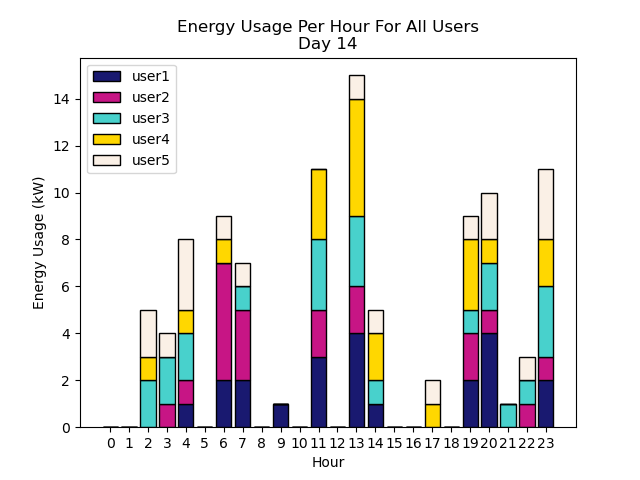 Energy Usage Per Hour For All Users
Day 14
user1
user2
user3
user4
user5
Energy Usage (kW)
14
12
10
8
6
4
2
0
0 1 2 3 4 5 6 7 8 9 10 11 12 13 14 15 16 17 18 19 20 21 22 23
Hour